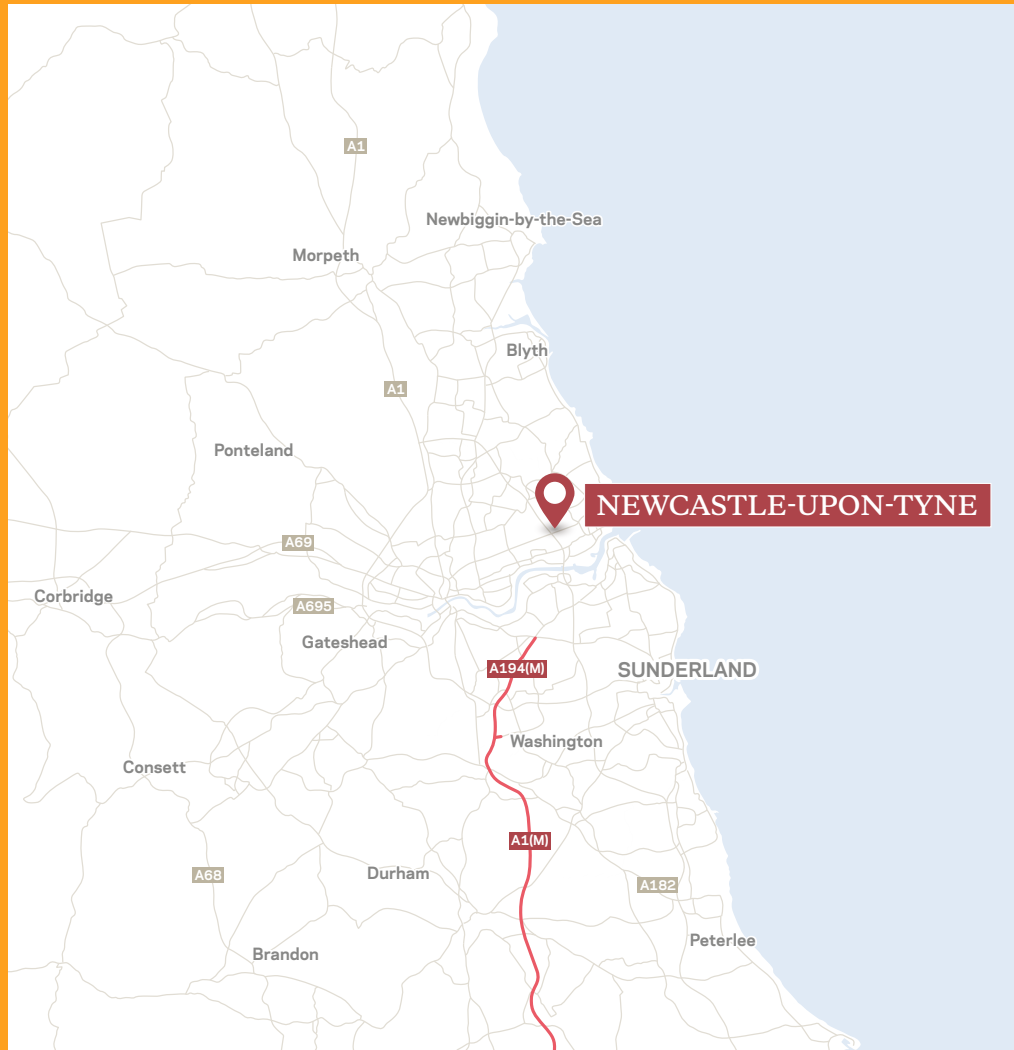 A1
Newbiggin-by-the-Sea
Morpeth
Blyth
A1
Ponteland
NEWCASTLE-UPON-TYNE
A69
Corbridge
A695
Gateshead
A194(M)
SUNDERLAND
Washington
Consett
A1(M)
Durham
A68
A182
Peterlee
Brandon